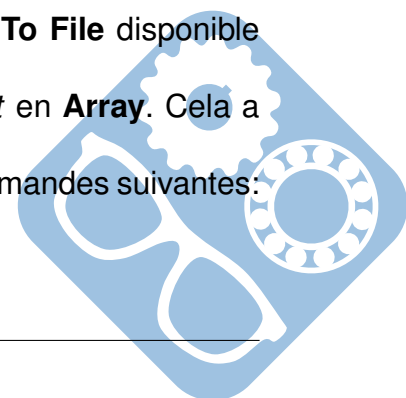 To File disponible
t en Array. Cela a
mandes suivantes: